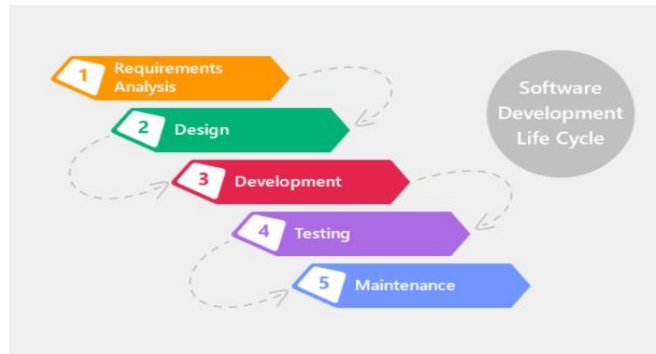 1
Requirements
Analysis
2
Design
3
Development
4
Testing
5
Maintenance
Software
Development
Life Cycle